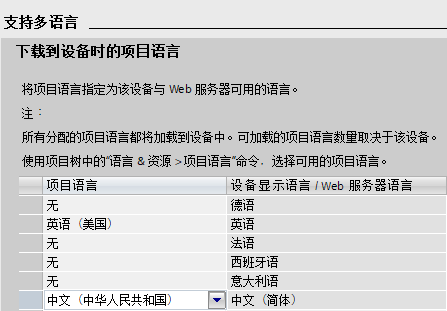 支持多语言
下载到设备时的项目语言
将项目语言指定为该设备与 Web 服务器可用的语言。
注：
所有分配的项目语言都将加载到设备中。可加载的项目语言数量取决于该设备。
使用项目树中的"语言 & 资源 > 项目语言"命令，选择可用的项目语言。
项目语言 设备显示语言 / Web 服务器语言
无 德语
英语（美国） 英语
无 法语
无 西班牙语
无 意大利语
中文（中华人民共和国） 中文（简体）